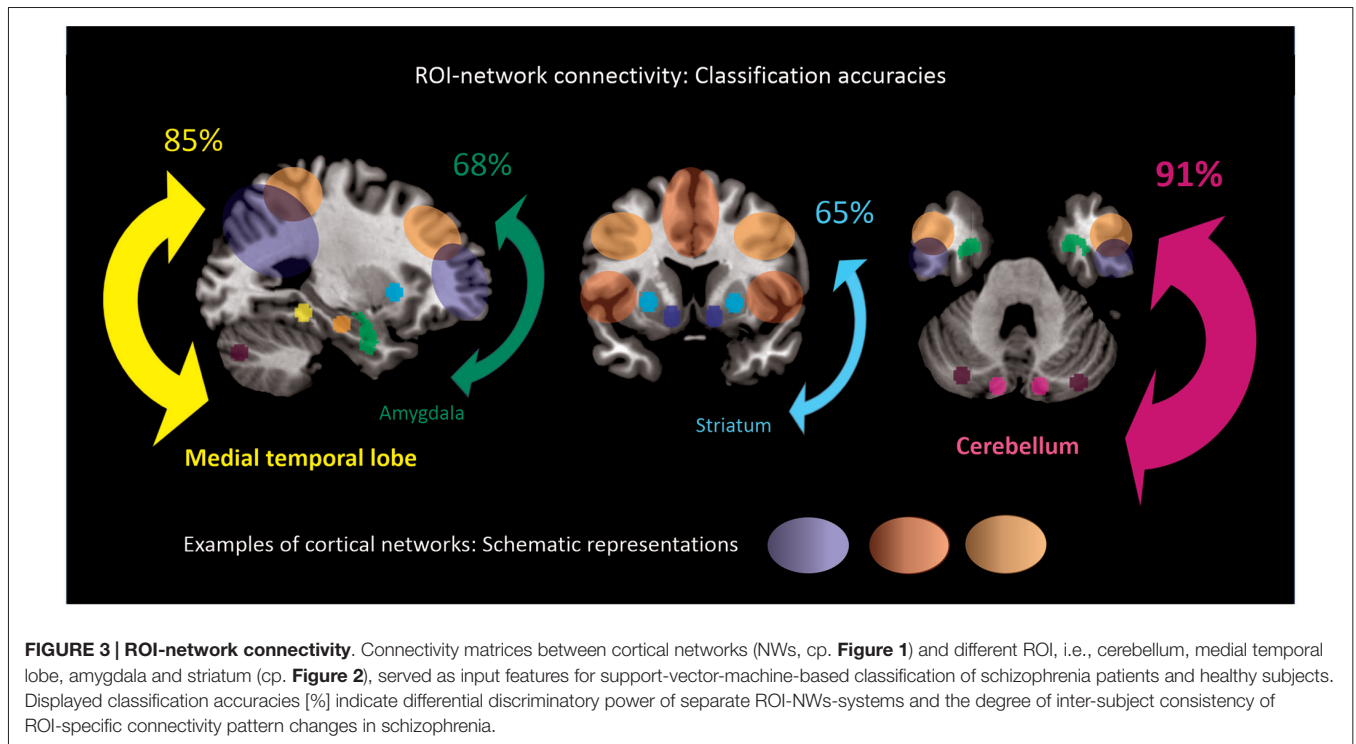 ROI-network connectivity: Classification accuracies
85%
68%
65%
91%
Amygdala
Striatum
Medial temporal lobe
Cerebellum
Examples of cortical networks: Schematic representations
FIGURE 3 | ROI-network connectivity. Connectivity matrices between cortical networks (NWs, cp. Figure 1) and different ROI, i.e., cerebellum, medial temporal
lobe, amygdala and striatum (cp. Figure 2), served as input features for support-vector-machine-based classification of schizophrenia patients and healthy subjects.
Displayed classification accuracies [%] indicate differential discriminatory power of separate ROI-NWs-systems and the degree of inter-subject consistency of
ROI-specific connectivity pattern changes in schizophrenia.